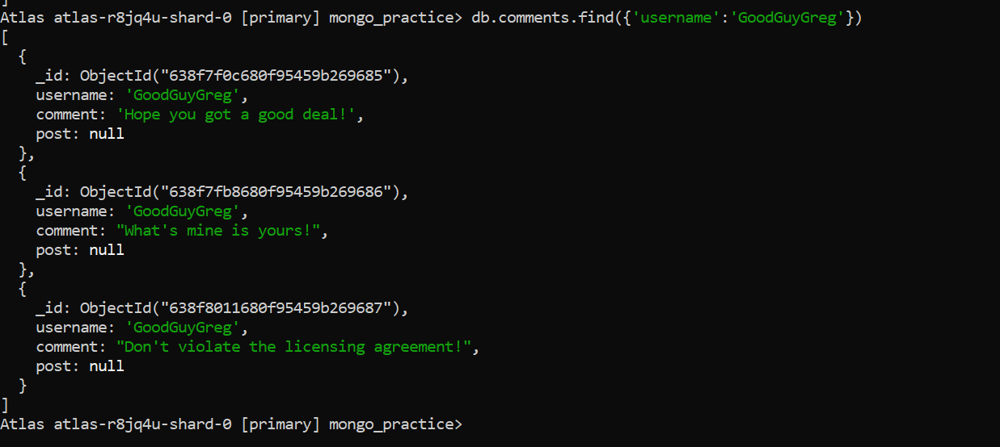 ]
Atlas atlas-r8jq4u-shard-0 [primary] mongo_practice> db.comments.find({'username':'GoodGuyGreg'})
[
  {
    _id: ObjectId("638f7f0c680f95459b269685"),
    username: 'GoodGuyGreg',
    comment: 'Hope you got a good deal!',
    post: null
  },
  {
    _id: ObjectId("638f7fb8680f95459b269686"),
    username: 'GoodGuyGreg',
    comment: "What's mine is yours!",
    post: null
  },
  {
    _id: ObjectId("638f8011680f95459b269687"),
    username: 'GoodGuyGreg',
    comment: "Don't violate the licensing agreement!",
    post: null
  }
]
Atlas atlas-r8jq4u-shard-0 [primary] mongo_practice>